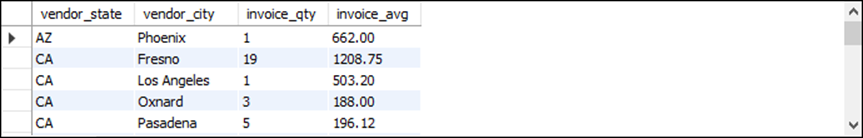 vendor_state vendor_city invoice_qty invoice_avg
AZ Phoenix 1 662.00
CA Fresno 19 1208.75
CA Los Angeles 1 503.20
CA Oxnard 3 188.00
CA Pasadena 5 196.12